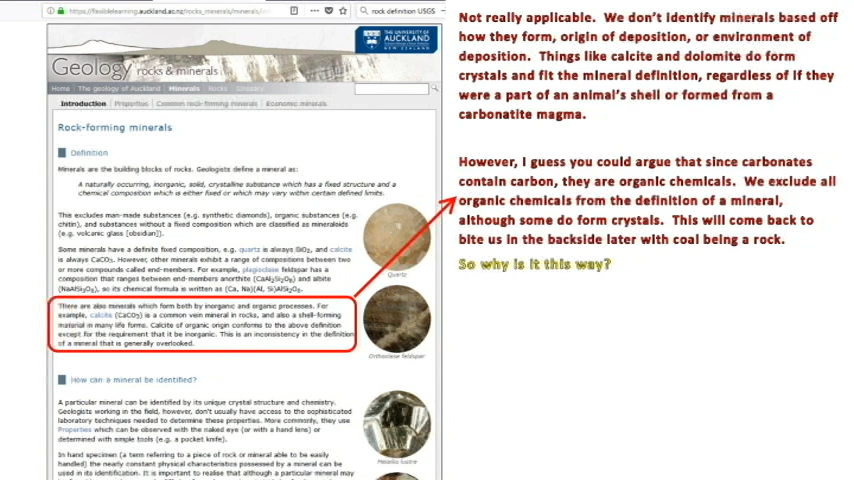 https://flexiblelearning.auckland.ac.nz/rocks_minerals/minerals/
rock definition USGS
THE UNIVERSITY OF
AUCKLAND
NEW ZEALAND
Geology rocks & minerals
Home The geology of Auckland Minerals Rocks Glossary
Introduction Properties Common rock-forming minerals Economic minerals
Rock-forming minerals
Definition
Minerals are the building blocks of rocks. Geologists define a mineral as:
A naturally occurring, inorganic, solid, crystalline substance which has a fixed structure and a
chemical composition which is either fixed or which may vary within certain defined limits.
This excludes man-made substances (e.g. synthetic diamonds), organic substances (e.g.
chitin), and substances without a fixed composition which are classified as mineraloids
(e.g. volcanic glass [obsidian]).
Some minerals have a definite fixed composition, e.g. quartz is always SiO2, and calcite
is always CaCO3. However, other minerals exhibit a range of compositions between two
or more compounds called end-members. For example, plagioclase feldspar has a
composition that ranges between end-members anorthite (CaAl2Si2O8) and albite
(NaAlSi3O8), so its chemical formula is written as (Ca, Na)(Al, Si)AlSi2O8.
There are also minerals which form both by inorganic and organic processes. For
example, calcite (CaCO3) is a common vein mineral in rocks, and also a shell-forming
material in many life forms. Calcite of organic origin conforms to the above definition
except for the requirement that it be inorganic. This is an inconsistency in the definition
of a mineral that is generally overlooked.
Quartz
Orthoclase feldspar
How can a mineral be identified?
A particular mineral can be identified by its unique crystal structure and chemistry.
Geologists working in the field, however, don't usually have access to the sophisticated
laboratory techniques needed to determine these properties. More commonly, they use
Properties which can be observed with the naked eye (or with a hand lens) or
determined with simple tools (e.g. a pocket knife).
Metallic lustre
In hand specimen (a term referring to a piece of rock or mineral able to be easily
handled) the nearly constant physical characteristics possessed by a mineral can be
used in its identification. It is important to realise that although a particular mineral may
Not really applicable. We don't identify minerals based off
how they form, origin of deposition, or environment of
deposition. Things like calcite and dolomite do form
crystals and fit the mineral definition, regardless of if they
were a part of an animal's shell or formed from a
carbonatite magma.
However, I guess you could argue that since carbonates
contain carbon, they are organic chemicals. We exclude all
organic chemicals from the definition of a mineral,
although some do form crystals. This will come back to
bite us in the backside later with coal being a rock.
So why is it this way?